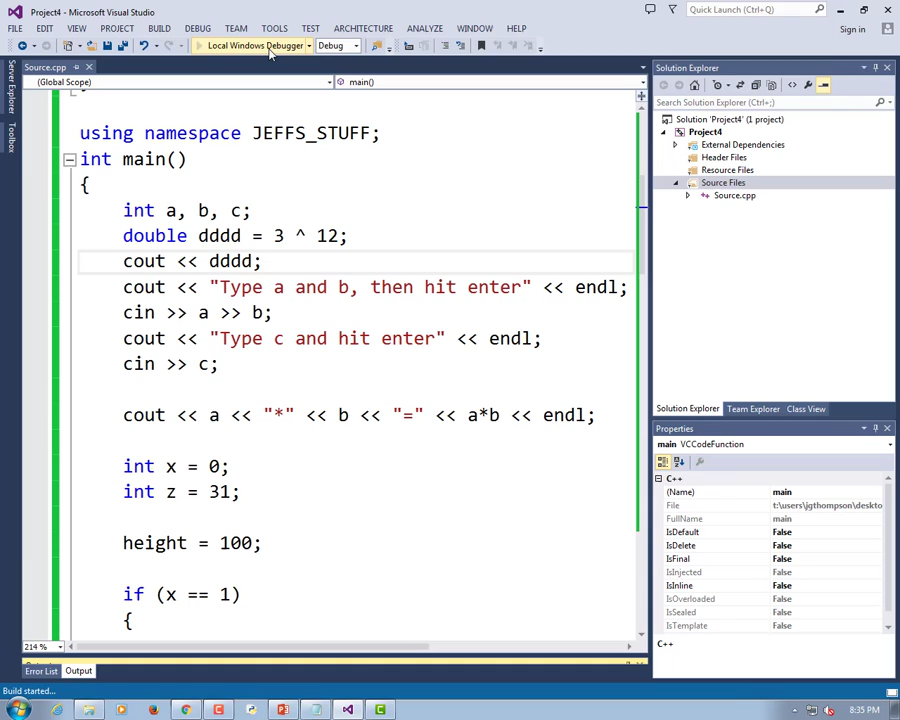 Project4 - Microsoft Visual Studio
Quick Launch (Ctrl+Q)
FILE EDIT VIEW PROJECT BUILD DEBUG TEAM TOOLS TEST ARCHITECTURE ANALYZE WINDOW HELP
Sign in
Local Windows Debugger
Debug
Source.cpp
(Global Scope)
main()
Server Explorer
Toolbox
using namespace JEFFS_STUFF;
int main()
{
int a, b, c;
double dddd = 3 ^ 12;
cout << dddd;
cout << "Type a and b, then hit enter" << endl;
cin >> a >> b;
cout << "Type c and hit enter" << endl;
cin >> c;
cout << a << "*" << b << "=" << a*b << endl;
int x = 0;
int z = 31;
height = 100;
if (x == 1)
{
214 %
Error List Output
Build started...
Solution Explorer
Search Solution Explorer (Ctrl+;)
Solution 'Project4' (1 project)
Project4
External Dependencies
Header Files
Resource Files
Source Files
Source.cpp
Solution Explorer Team Explorer Class View
Properties
main VCCodeFunction
C++
(Name) main
File t:\users\jgthompson\deskto
FullName main
IsDefault False
IsDelete False
IsFinal False
IsInjected False
IsInline False
IsOverloaded False
IsSealed False
IsTemplate False
C++
8:35 PM